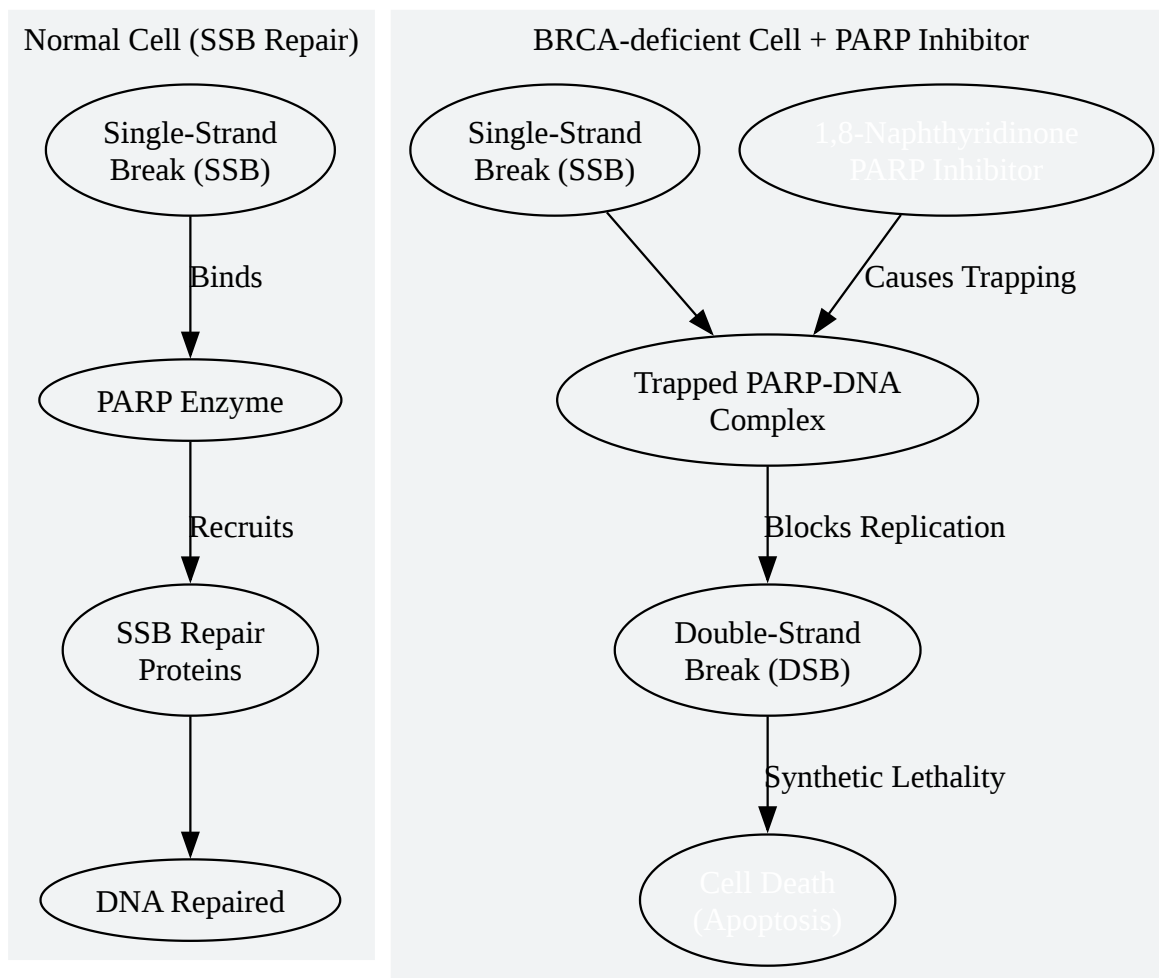 Normal Cell (SSB Repair)
Single-Strand
Break (SSB)
Binds
PARP Enzyme
Recruits
SSB Repair
Proteins
DNA Repaired
BRCA-deficient Cell + PARP Inhibitor
Single-Strand
Break (SSB)
1,8-Naphthyridinone
PARP Inhibitor
Causes Trapping
Trapped PARP-DNA
Complex
Blocks Replication
Double-Strand
Break (DSB)
Synthetic Lethality
Cell Death
(Apoptosis)